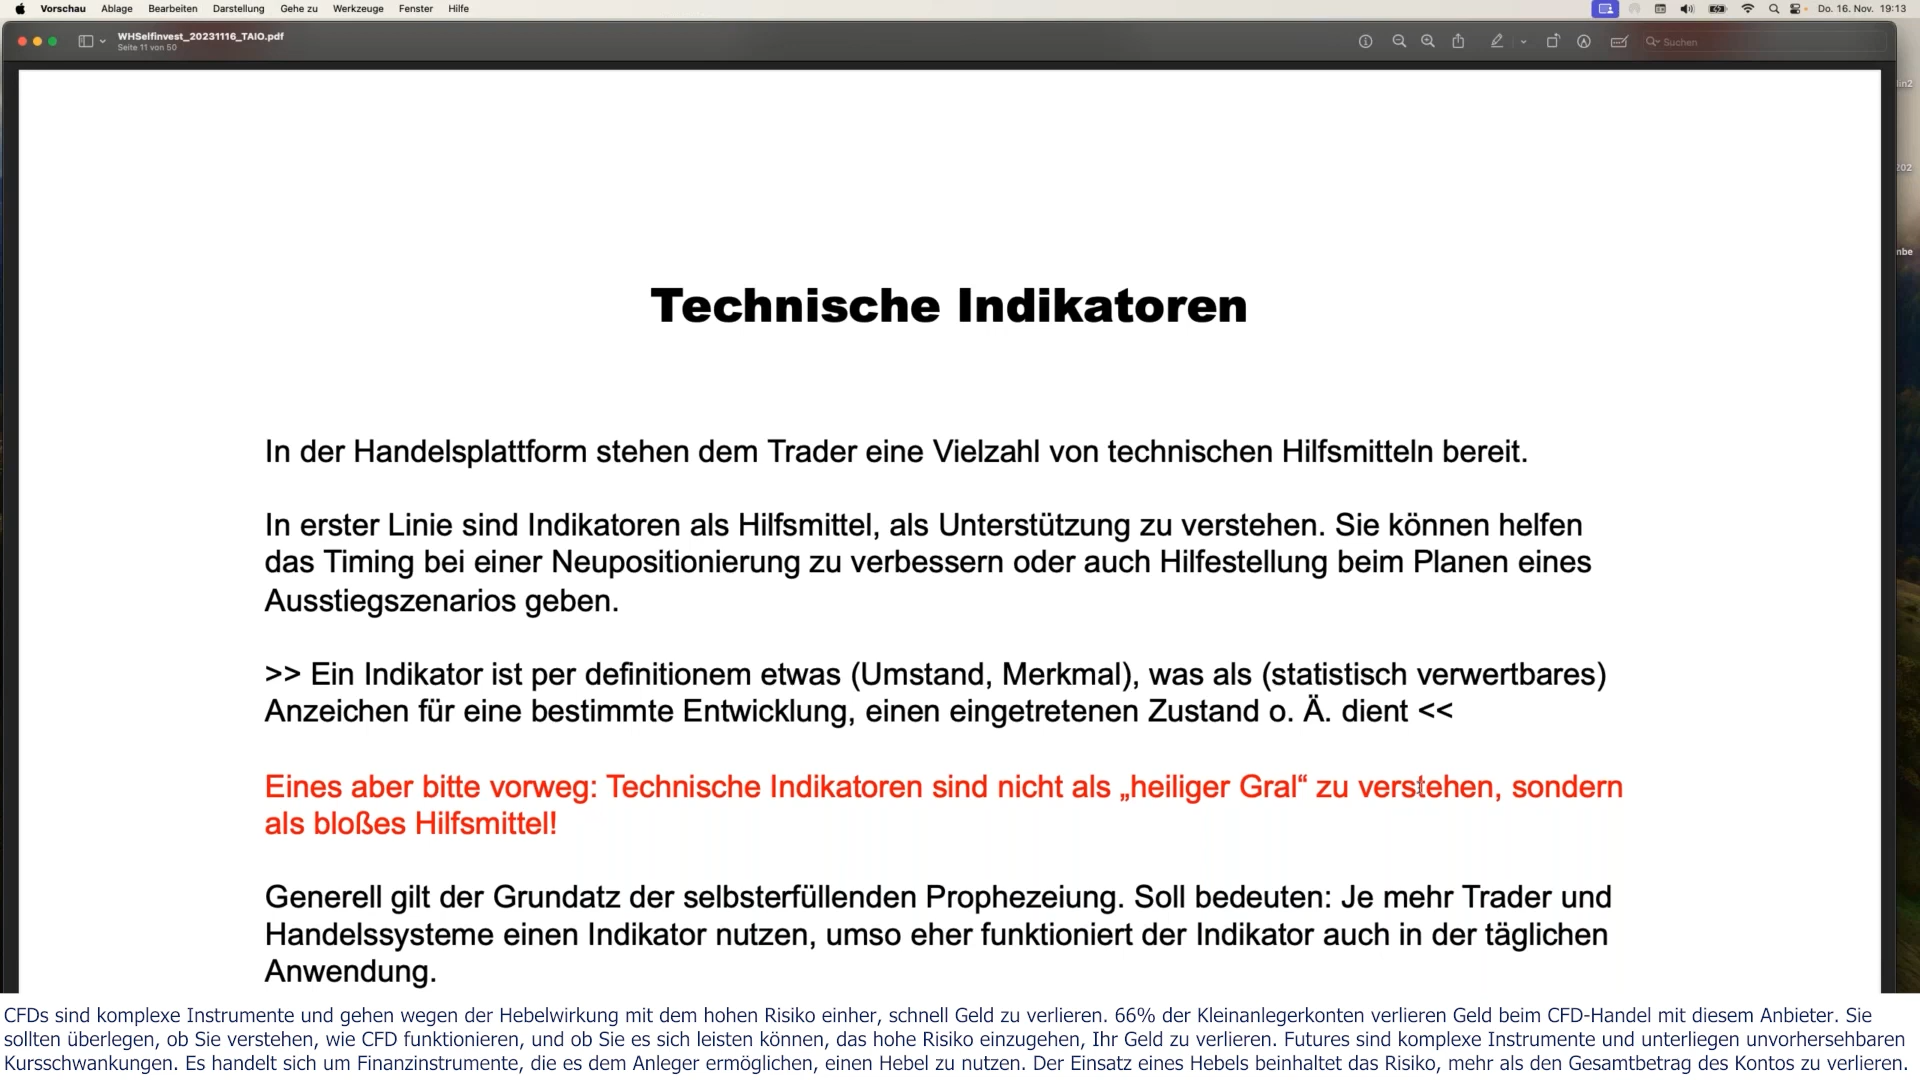 Vorschau Ablage Bearbeiten Darstellung Gehe zu Werkzeuge Fenster Hilfe Do. 16. Nov. 19:13
WHSelfinvest_20231116_TAIO.pdf
Seite 11 von 50
Suchen
in2
202
nbe
Technische Indikatoren
In der Handelsplattform stehen dem Trader eine Vielzahl von technischen Hilfsmitteln bereit.
In erster Linie sind Indikatoren als Hilfsmittel, als Unterstützung zu verstehen. Sie können helfen
das Timing bei einer Neupositionierung zu verbessern oder auch Hilfestellung beim Planen eines
Ausstiegszenarios geben.
>> Ein Indikator ist per definitionem etwas (Umstand, Merkmal), was als (statistisch verwertbares)
Anzeichen für eine bestimmte Entwicklung, einen eingetretenen Zustand o. Ä. dient <<
Eines aber bitte vorweg: Technische Indikatoren sind nicht als „heiliger Gral“ zu verstehen, sondern
als bloßes Hilfsmittel!
Generell gilt der Grundatz der selbsterfüllenden Prophezeiung. Soll bedeuten: Je mehr Trader und
Handelssysteme einen Indikator nutzen, umso eher funktioniert der Indikator auch in der täglichen
Anwendung.
CFDs sind komplexe Instrumente und gehen wegen der Hebelwirkung mit dem hohen Risiko einher, schnell Geld zu verlieren. 66% der Kleinanlegerkonten verlieren Geld beim CFD-Handel mit diesem Anbieter. Sie
sollten überlegen, ob Sie verstehen, wie CFD funktionieren, und ob Sie es sich leisten können, das hohe Risiko einzugehen, Ihr Geld zu verlieren. Futures sind komplexe Instrumente und unterliegen unvorhersehbaren
Kursschwankungen. Es handelt sich um Finanzinstrumente, die es dem Anleger ermöglichen, einen Hebel zu nutzen. Der Einsatz eines Hebels beinhaltet das Risiko, mehr als den Gesamtbetrag des Kontos zu verlieren.